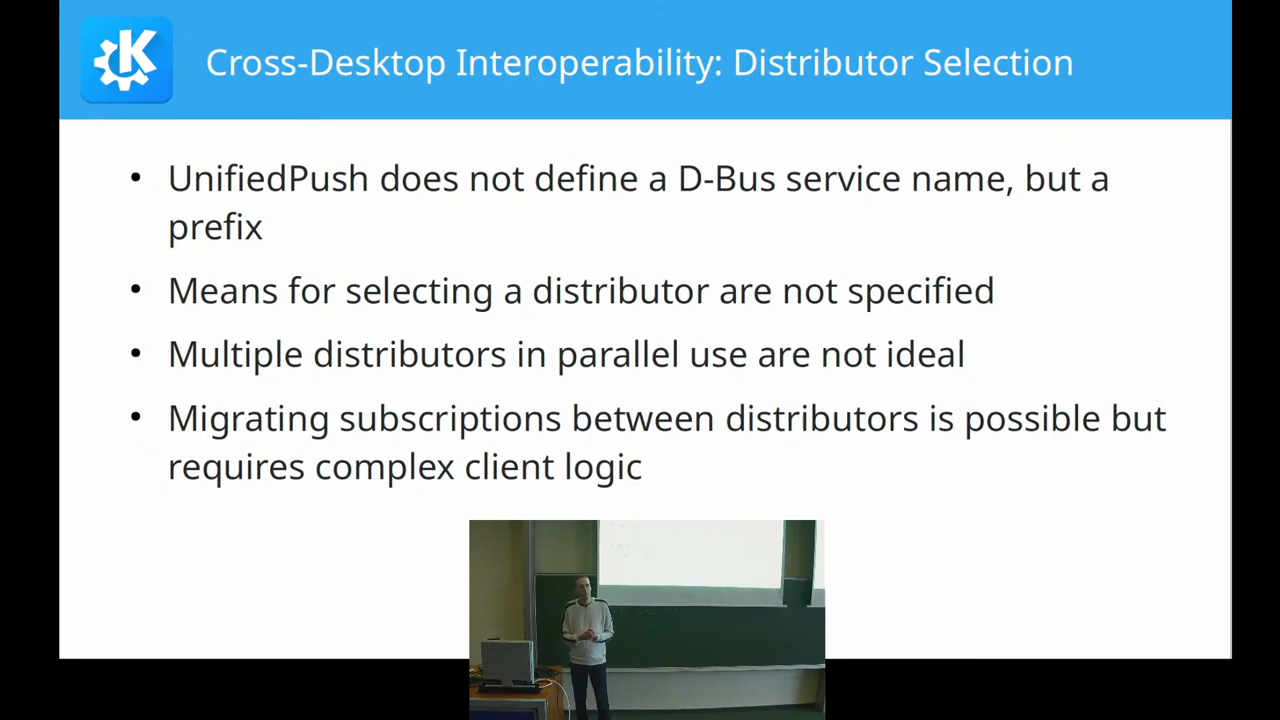 Cross-Desktop Interoperability: Distributor Selection
• UnifiedPush does not define a D-Bus service name, but a
prefix
• Means for selecting a distributor are not specified
• Multiple distributors in parallel use are not ideal
• Migrating subscriptions between distributors is possible but
requires complex client logic